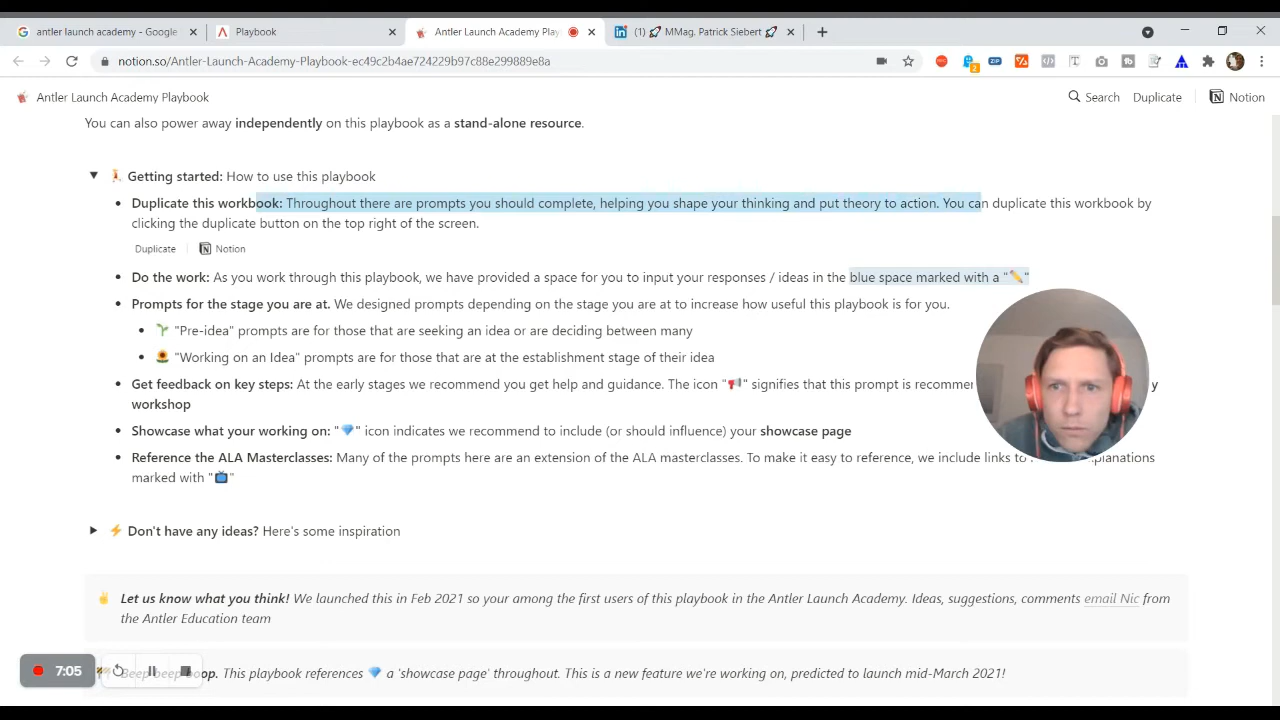 antler launch academy - Google
Playbook
Antler Launch Academy Play
(1) 🚀 MMag. Patrick Siebert 🚀
notion.so/Antler-Launch-Academy-Playbook-ec49c2b4ae724229b97c88e299889e8a
2
ZIP
Antler Launch Academy Playbook
Search
Duplicate
Notion
You can also power away independently on this playbook as a stand-alone resource.
Getting started: How to use this playbook
Duplicate this workbook: Throughout there are prompts you should complete, helping you shape your thinking and put theory to action. You can duplicate this workbook by
clicking the duplicate button on the top right of the screen.
Duplicate
Notion
Do the work: As you work through this playbook, we have provided a space for you to input your responses / ideas in the blue space marked with a "✏️"
Prompts for the stage you are at. We designed prompts depending on the stage you are at to increase how useful this playbook is for you.
🌱 "Pre-idea" prompts are for those that are seeking an idea or are deciding between many
🌻 "Working on an Idea" prompts are for those that are at the establishment stage of their idea
Get feedback on key steps: At the early stages we recommend you get help and guidance. The icon "📢" signifies that this prompt is recommen y
workshop
Showcase what your working on: "💎" icon indicates we recommend to include (or should influence) your showcase page
Reference the ALA Masterclasses: Many of the prompts here are an extension of the ALA masterclasses. To make it easy to reference, we include links to
marked with "📺"
⚡ Don't have any ideas? Here's some inspiration
Let us know what you think! We launched this in Feb 2021 so your among the first users of this playbook in the Antler Launch Academy. Ideas, suggestions, comments email Nic from
the Antler Education team
7:05
Beep beep boop. This playbook references 💎 a 'showcase page' throughout. This is a new feature we're working on, predicted to launch mid-March 2021!